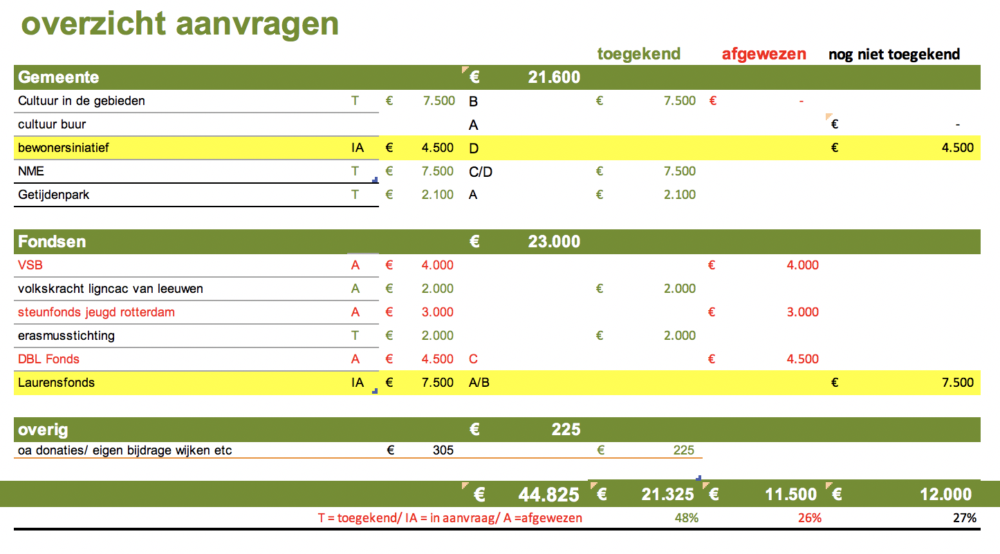 overzicht aanvragen
toegekend afgewezen nog niet toegekend
Gemeente € 21.600
Cultuur in de gebieden T € 7.500 B € 7.500 € -
cultuur buur A € -
bewonersiniatief IA € 4.500 D € 4.500
NME T € 7.500 C/D € 7.500
Getijdenpark T € 2.100 A € 2.100
Fondsen € 23.000
VSB A € 4.000 € 4.000
volkskracht ligncac van leeuwen A € 2.000 € 2.000
steunfonds jeugd rotterdam A € 3.000 € 3.000
erasmusstichting T € 2.000 € 2.000
DBL Fonds A € 4.500 C € 4.500
Laurensfonds IA € 7.500 A/B € 7.500
overig € 225
oa donaties/ eigen bijdrage wijken etc € 305 € 225
€ 44.825 € 21.325 € 11.500 € 12.000
T = toegekend/ IA = in aanvraag/ A =afgewezen 48% 26% 27%